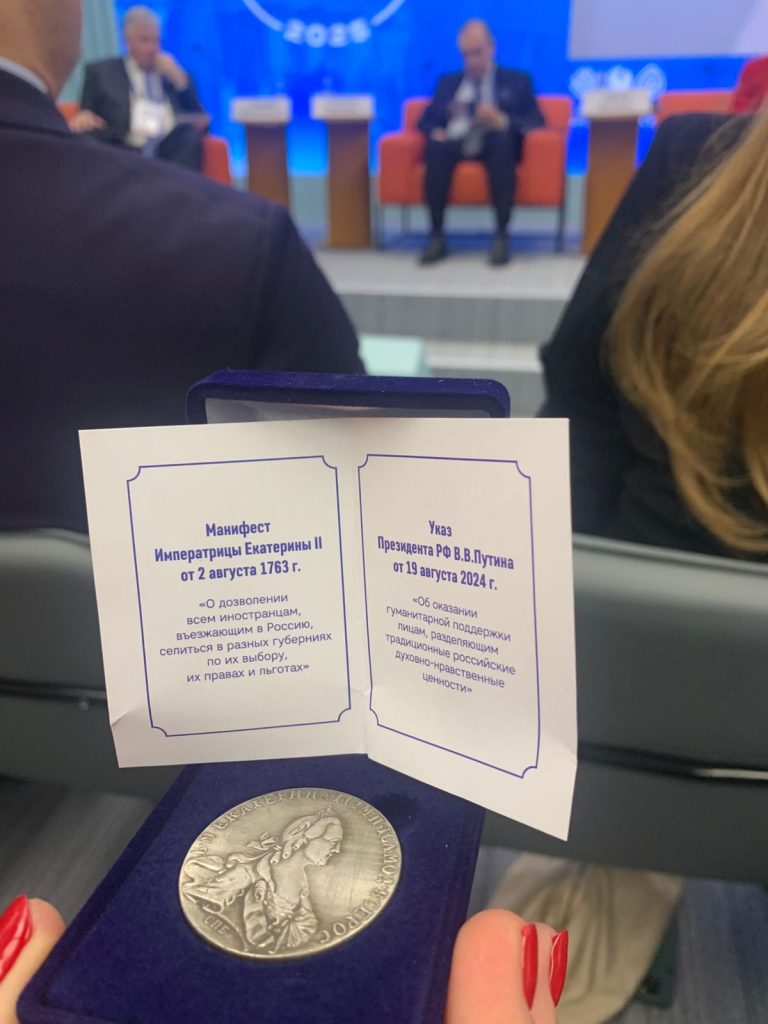 2025
Манифест
Императрицы Екатерины II
от 2 августа 1763 г.
«О дозволении
всем иностранцам,
въезжающим в Россию,
селиться в разных губерниях
по их выбору,
их правах и льготах»
Указ
Президента РФ В.В.Путина
от 19 августа 2024 г.
«Об оказании
гуманитарной поддержки
лицам, разделяющим
традиционные российские
духовно-нравственные
ценности»
СПБ